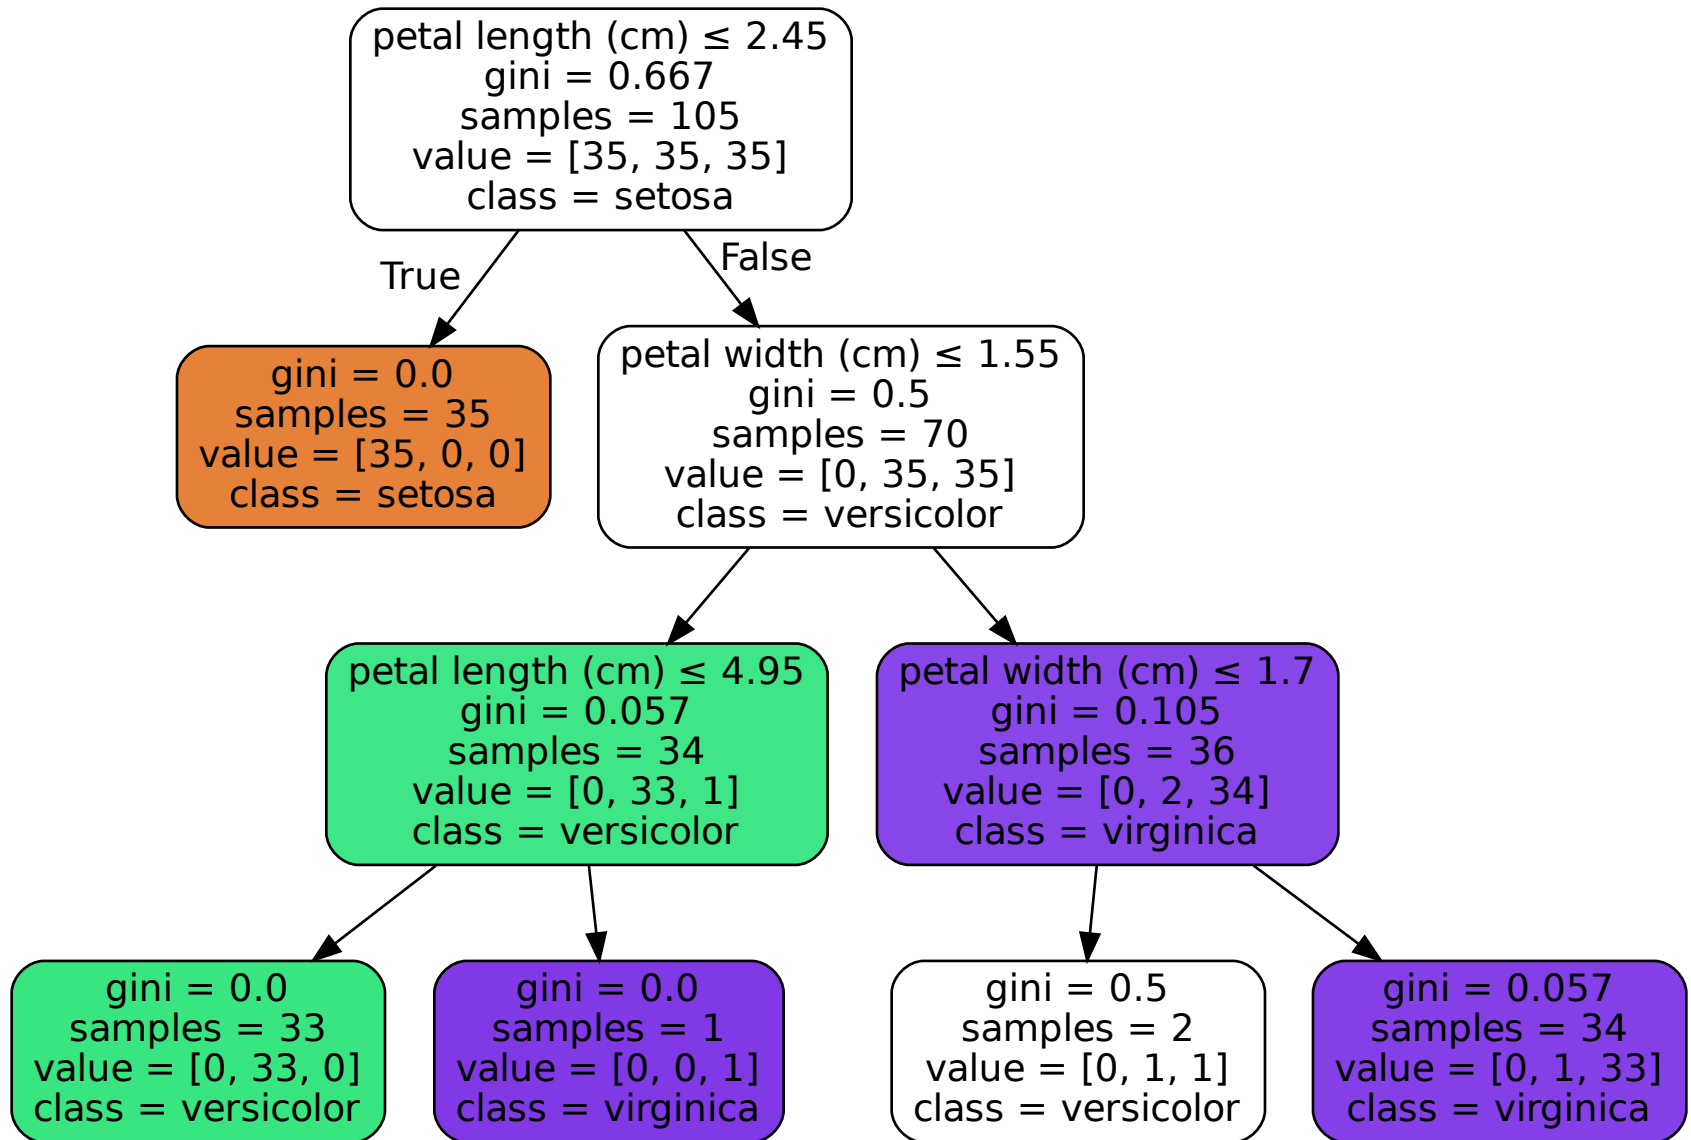 petal length (cm) ≤ 2.45
gini = 0.667
samples = 105
value = [35, 35, 35]
class = setosa
True
False
gini = 0.0
samples = 35
value = [35, 0, 0]
class = setosa
petal width (cm) ≤ 1.55
gini = 0.5
samples = 70
value = [0, 35, 35]
class = versicolor
petal length (cm) ≤ 4.95
gini = 0.057
samples = 34
value = [0, 33, 1]
class = versicolor
petal width (cm) ≤ 1.7
gini = 0.105
samples = 36
value = [0, 2, 34]
class = virginica
gini = 0.0
samples = 33
value = [0, 33, 0]
class = versicolor
gini = 0.0
samples = 1
value = [0, 0, 1]
class = virginica
gini = 0.5
samples = 2
value = [0, 1, 1]
class = versicolor
gini = 0.057
samples = 34
value = [0, 1, 33]
class = virginica